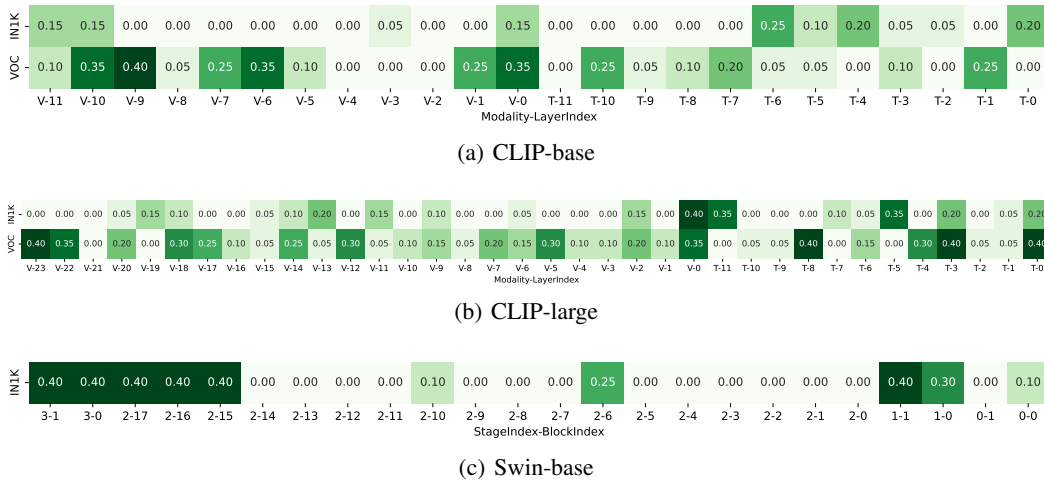 IN1K 0.15 0.15 0.00 0.00 0.00 0.00 0.00 0.00 0.05 0.00 0.00 0.15 0.00 0.00 0.00 0.00 0.00 0.25 0.10 0.20 0.05 0.05 0.00 0.20
VOC 0.10 0.35 0.40 0.05 0.25 0.35 0.10 0.00 0.00 0.00 0.25 0.35 0.00 0.25 0.05 0.10 0.20 0.05 0.05 0.00 0.10 0.00 0.25 0.00
V-11 V-10 V-9 V-8 V-7 V-6 V-5 V-4 V-3 V-2 V-1 V-0 T-11 T-10 T-9 T-8 T-7 T-6 T-5 T-4 T-3 T-2 T-1 T-0
Modality-LayerIndex
(a) CLIP-base
IN1K 0.00 0.00 0.00 0.05 0.15 0.10 0.00 0.00 0.05 0.10 0.20 0.00 0.15 0.00 0.10 0.00 0.00 0.05 0.00 0.00 0.00 0.15 0.00 0.40 0.35 0.00 0.00 0.00 0.10 0.05 0.35 0.00 0.20 0.00 0.05 0.20
VOC 0.40 0.35 0.00 0.20 0.00 0.30 0.25 0.10 0.05 0.25 0.05 0.30 0.05 0.10 0.15 0.05 0.20 0.15 0.30 0.10 0.10 0.20 0.10 0.35 0.00 0.05 0.05 0.40 0.05 0.15 0.00 0.30 0.40 0.05 0.05 0.40
V-23 V-22 V-21 V-20 V-19 V-18 V-17 V-16 V-15 V-14 V-13 V-12 V-11 V-10 V-9 V-8 V-7 V-6 V-5 V-4 V-3 V-2 V-1 V-0 T-11 T-10 T-9 T-8 T-7 T-6 T-5 T-4 T-3 T-2 T-1 T-0
Modality-LayerIndex
(b) CLIP-large
IN1K 0.40 0.40 0.40 0.40 0.40 0.00 0.00 0.00 0.00 0.10 0.00 0.00 0.00 0.25 0.00 0.00 0.00 0.00 0.00 0.00 0.40 0.30 0.00 0.10
3-1 3-0 2-17 2-16 2-15 2-14 2-13 2-12 2-11 2-10 2-9 2-8 2-7 2-6 2-5 2-4 2-3 2-2 2-1 2-0 1-1 1-0 0-1 0-0
StageIndex-BlockIndex
(c) Swin-base